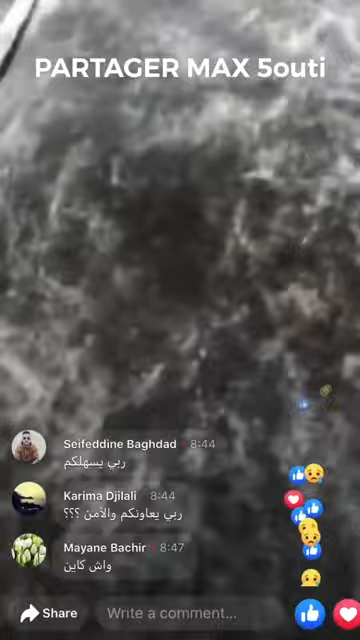 PARTAGER MAX 5outi
Seifeddine Baghdad • 8:44
ربي يسهلكم
Karima Djilali 8:44
ربي يعاونكم والأمن ؟؟؟
Mayane Bachir • 8:47
واش كاين
Share
Write a comment...